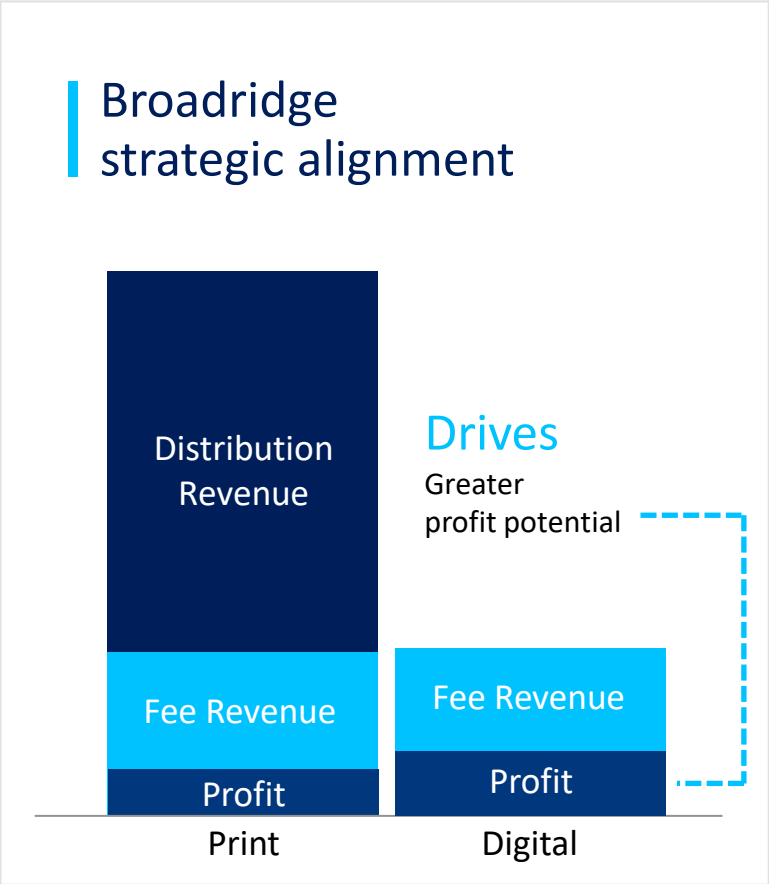 Broadridge
strategic alignment
Distribution
Revenue
Fee Revenue
Profit
Print
Drives
Greater
profit potential
Fee Revenue
Profit
Digital